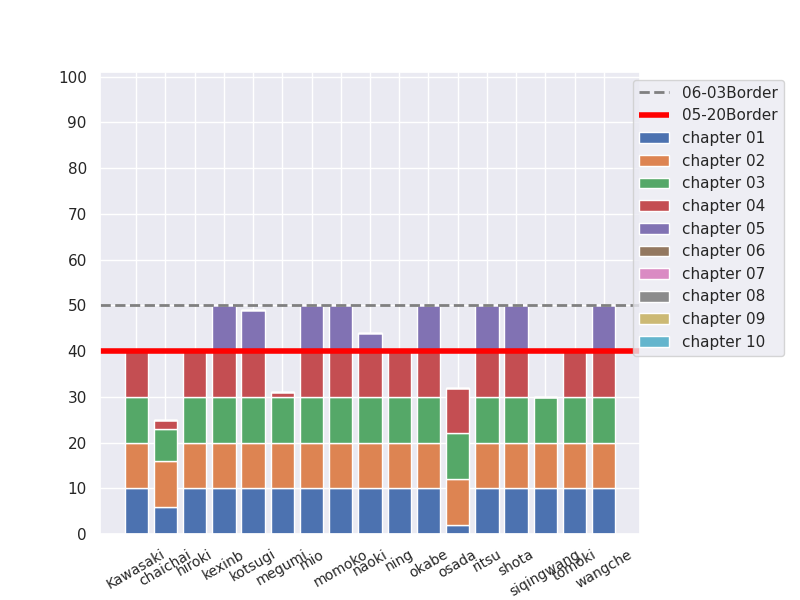 100
90
80
70
60
50
40
30
20
10
0
06-03Border
05-20Border
chapter 01
chapter 02
chapter 03
chapter 04
chapter 05
chapter 06
chapter 07
chapter 08
chapter 09
chapter 10
Kawasaki
chaichai
hiroki
kexinb
kotsugi
megumi
mio
momoko
naoki
ning
okabe
osada
ritsu
shota
siqingwang
tomoki
wangche